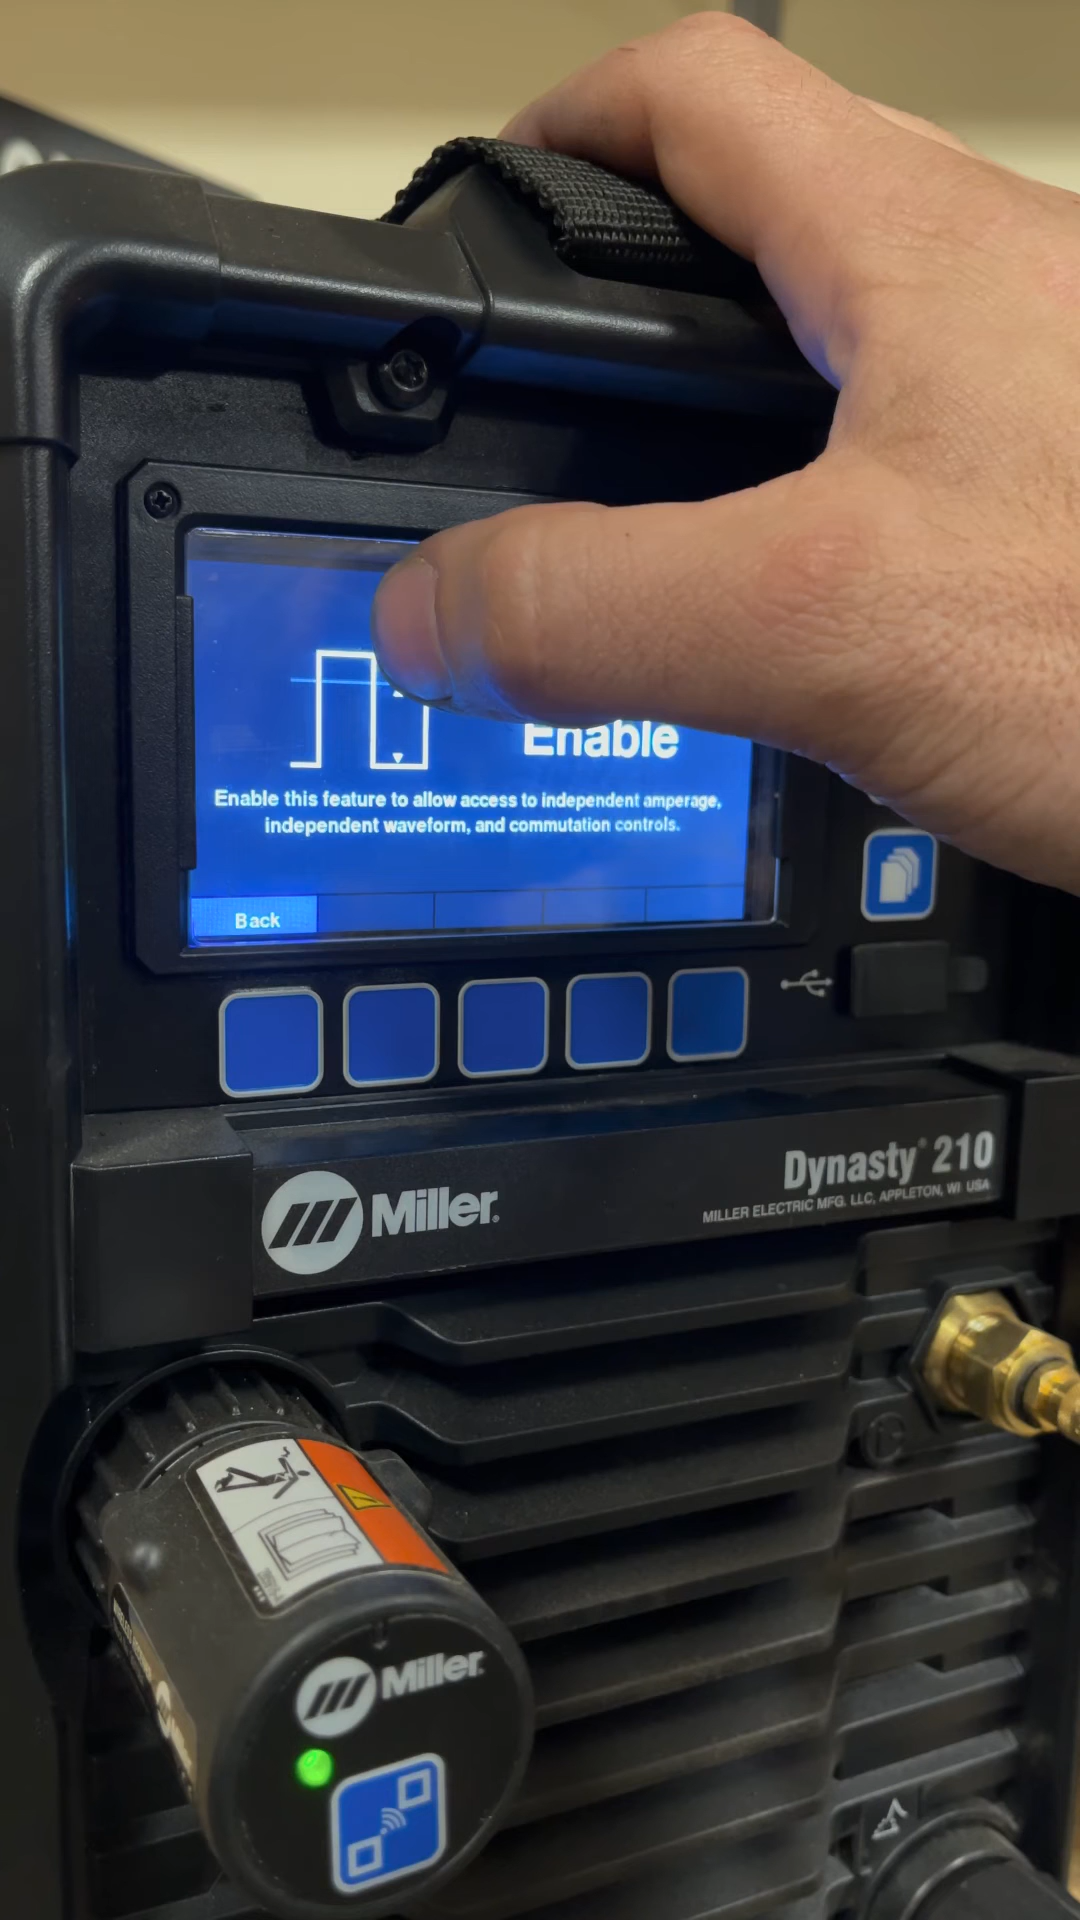 Enable
Enable this feature to allow access to independent amperage,
independent waveform, and commutation controls.
Back
Dynasty® 210
MILLER ELECTRIC MFG. LLC, APPLETON, WI USA
Miller®
Miller®